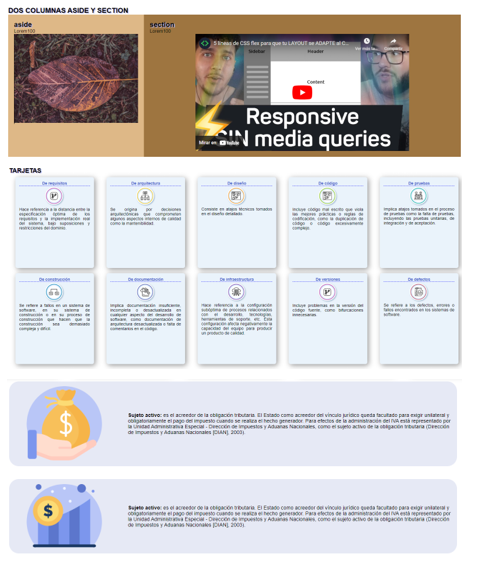 DOS COLUMNAS ASIDE Y SECTION
aside
Lorem100
section
Lorem100
5 líneas de CSS fles para que tu LAYOUT se ADAPTE al C...
Compartir
Sidebar
Header
Content
Responsive
SIN media queries
Mirar en YouTube
TARJETAS
De requisitos
Hace referencia a la distancia entre la
especificación óptima de los
requisitos y la implementación real
del sistema, bajo suposiciones y
restricciones del dominio.
De arquitectura
Se origina por decisiones
arquitectónicas que comprometen
algunos aspectos internos de calidad
como la mantenibilidad.
De diseño
Consiste en atajos técnicos tomados
en el diseño detallado.
De código
Incluye código mal escrito que viola
las mejores prácticas o reglas de
codificación, como la duplicación de
código o código excesivamente
complejo.
De pruebas
Implica atajos tomados en el proceso
de pruebas como la falta de pruebas,
incluyendo las pruebas unitarias, de
integración y de aceptación.
De construcción
Se refiere a fallos en un sistema de
software, en su sistema de
construcción o en su proceso de
construcción que hacen que la
construcción sea demasiado
compleja y difícil.
De documentación
Implica documentación insuficiente,
incompleta o desactualizada en
cualquier aspecto del desarrollo de
software, como documentación de
arquitectura desactualizada o falta de
comentarios en el código.
De infraestructura
Hace referencia a la configuración
subóptima de procesos relacionados
con el desarrollo, tecnologías,
herramientas de soporte, etc. Esta
configuración afecta negativamente la
capacidad del equipo para producir
un producto de calidad.
De versiones
Incluye problemas en la versión del
código fuente, como bifurcaciones
innecesarias.
De defectos
Se refiere a los defectos, errores o
fallos encontrados en los sistemas de
software.
Sujeto activo: es el acreedor de la obligación tributaria. El Estado como acreedor del vínculo jurídico queda facultado para exigir unilateral y
obligatoriamente el pago del impuesto cuando se realiza el hecho generador. Para efectos de la administración del IVA está representado por
la Unidad Administrativa Especial - Dirección de Impuestos y Aduanas Nacionales, como el sujeto activo de la obligación tributaria (Dirección
de Impuestos y Aduanas Nacionales [DIAN], 2003).
Sujeto activo: es el acreedor de la obligación tributaria. El Estado como acreedor del vínculo jurídico queda facultado para exigir unilateral y
obligatoriamente el pago del impuesto cuando se realiza el hecho generador. Para efectos de la administración del IVA está representado por
la Unidad Administrativa Especial - Dirección de Impuestos y Aduanas Nacionales, como el sujeto activo de la obligación tributaria (Dirección
de Impuestos y Aduanas Nacionales [DIAN], 2003).